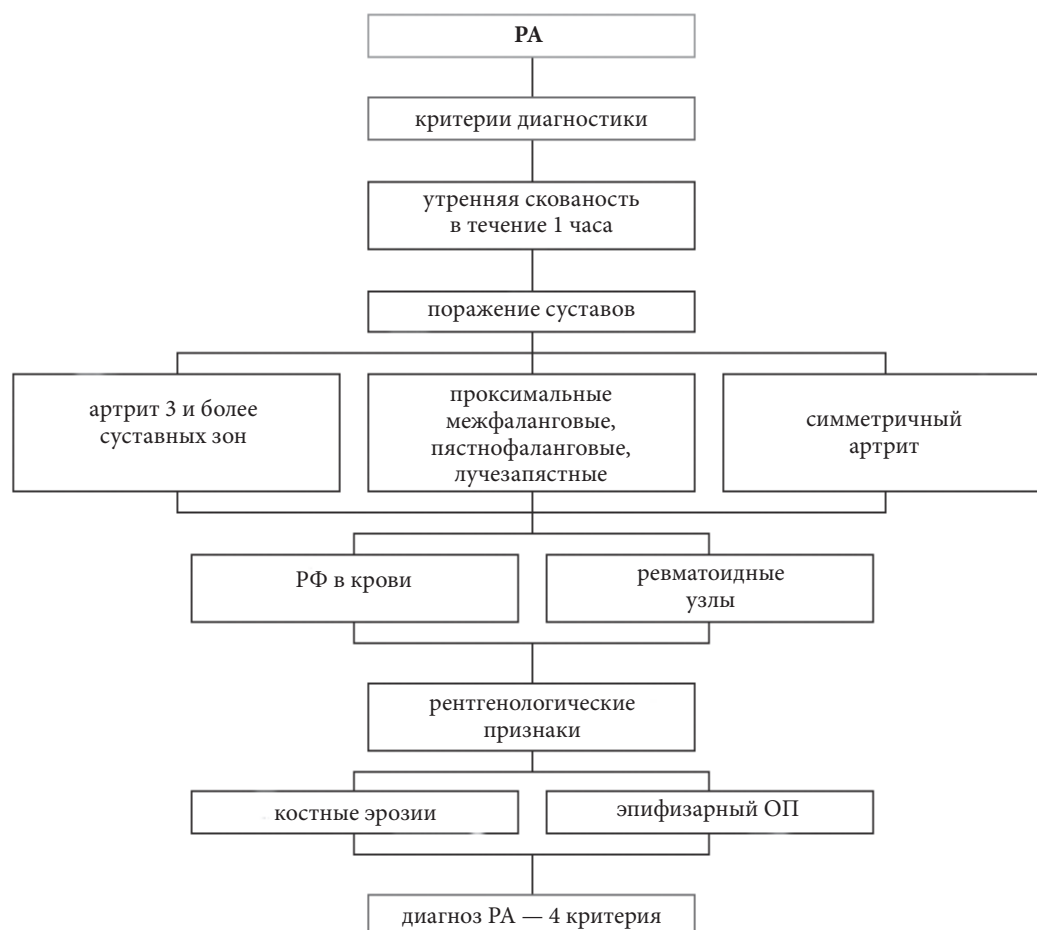 РА
критерии диагностики
утренняя скованость
в течение 1 часа
поражение суставов
артрит 3 и более
суставных зон
проксимальные
межфаланговые,
пястнофаланговые,
лучезапястные
симметричный
артрит
РФ в крови
ревматоидные
узлы
рентгенологические
признаки
костные эрозии
эпифизарный ОП
диагноз РА — 4 критерия